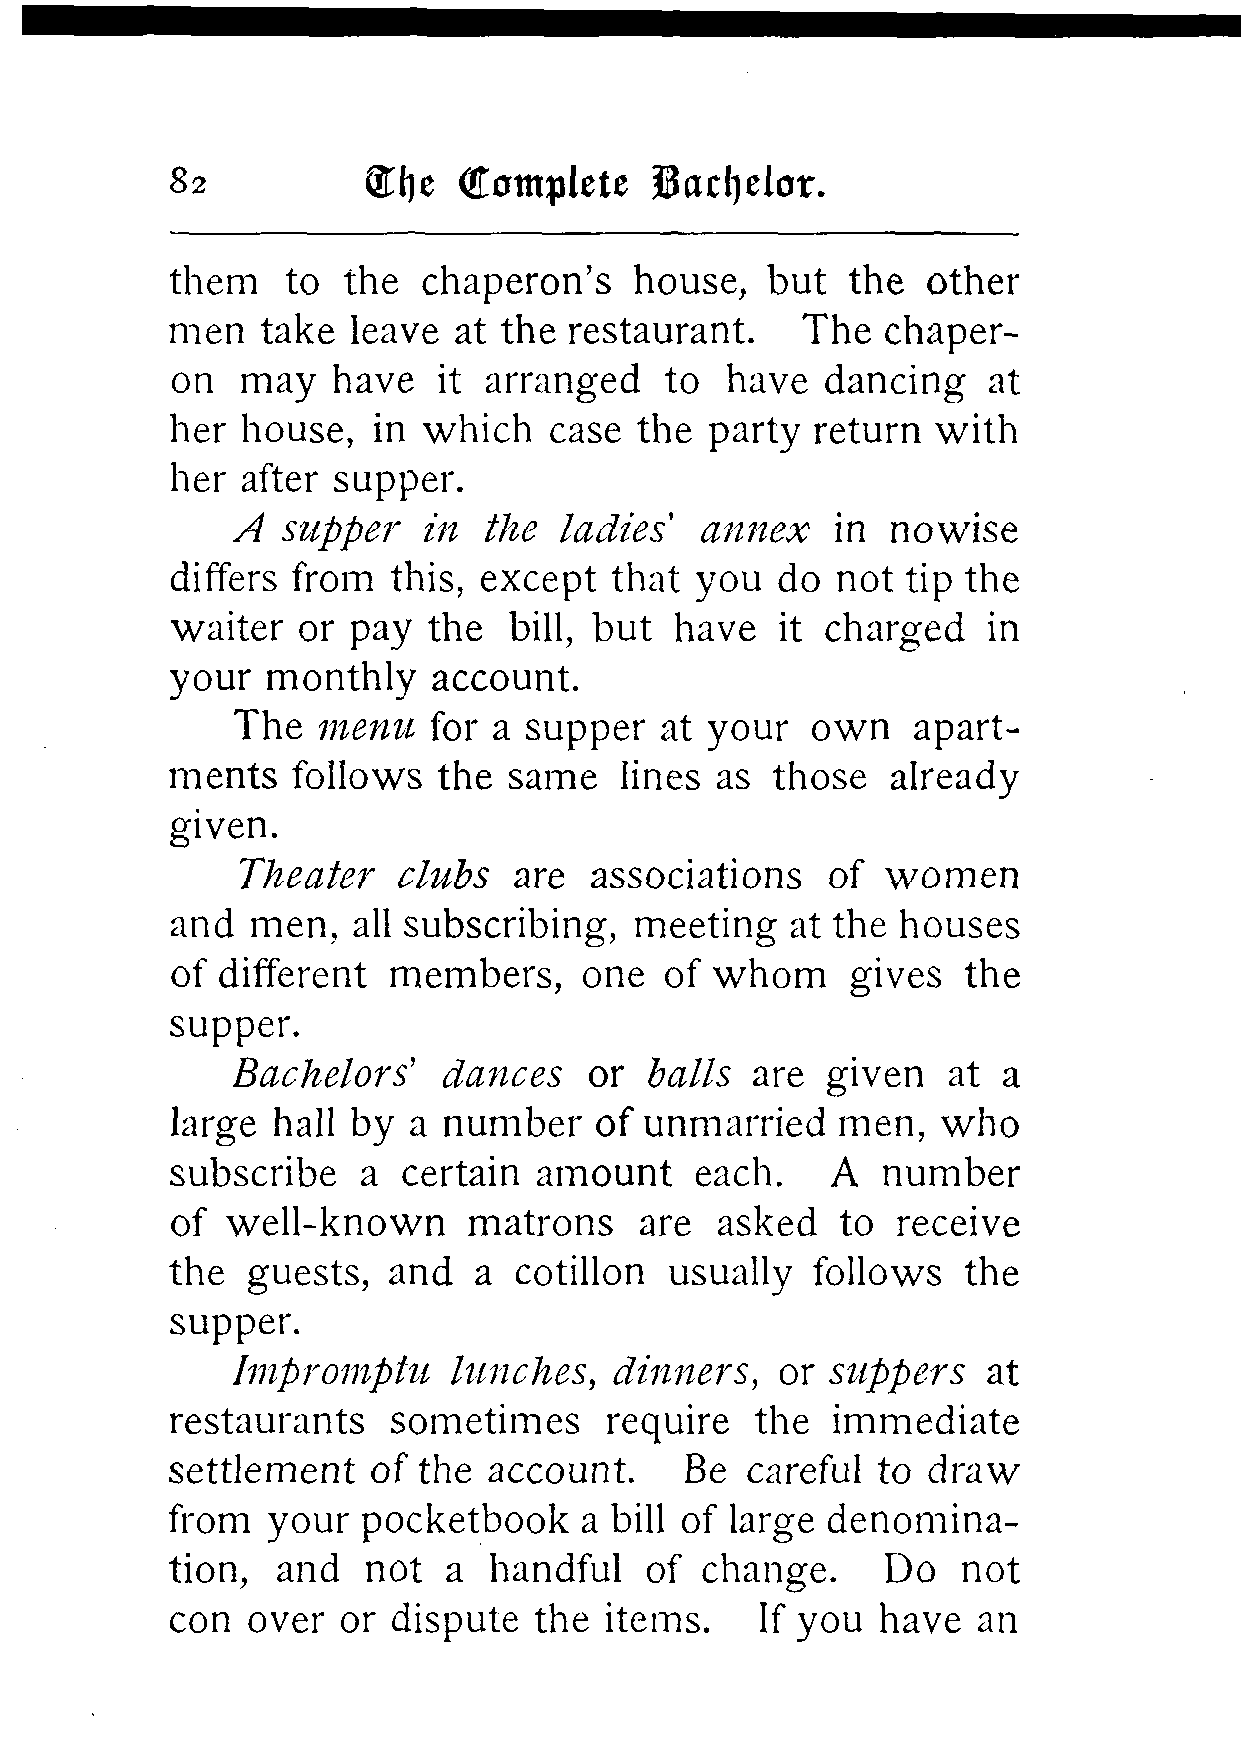 82 The Complete Bachelor.
them to the chaperon's house, but the other
men take leave at the restaurant. The chaper-
on may have it arranged to have dancing at
her house, in which case the party return with
her after supper.
A supper in the ladies' annex in nowise
differs from this, except that you do not tip the
waiter or pay the bill, but have it charged in
your monthly account.
The menu for a supper at your own apart-
ments follows the same lines as those already
given.
Theater clubs are associations of women
and men, all subscribing, meeting at the houses
of different members, one of whom gives the
supper.
Bachelors' dances or balls are given at a
large hall by a number of unmarried men, who
subscribe a certain amount each. A number
of well-known matrons are asked to receive
the guests, and a cotillon usually follows the
supper.
Impromptu lunches, dinners, or suppers at
restaurants sometimes require the immediate
settlement of the account. Be careful to draw
from your pocketbook a bill of large denomina-
tion, and not a handful of change. Do not
con over or dispute the items. If you have an